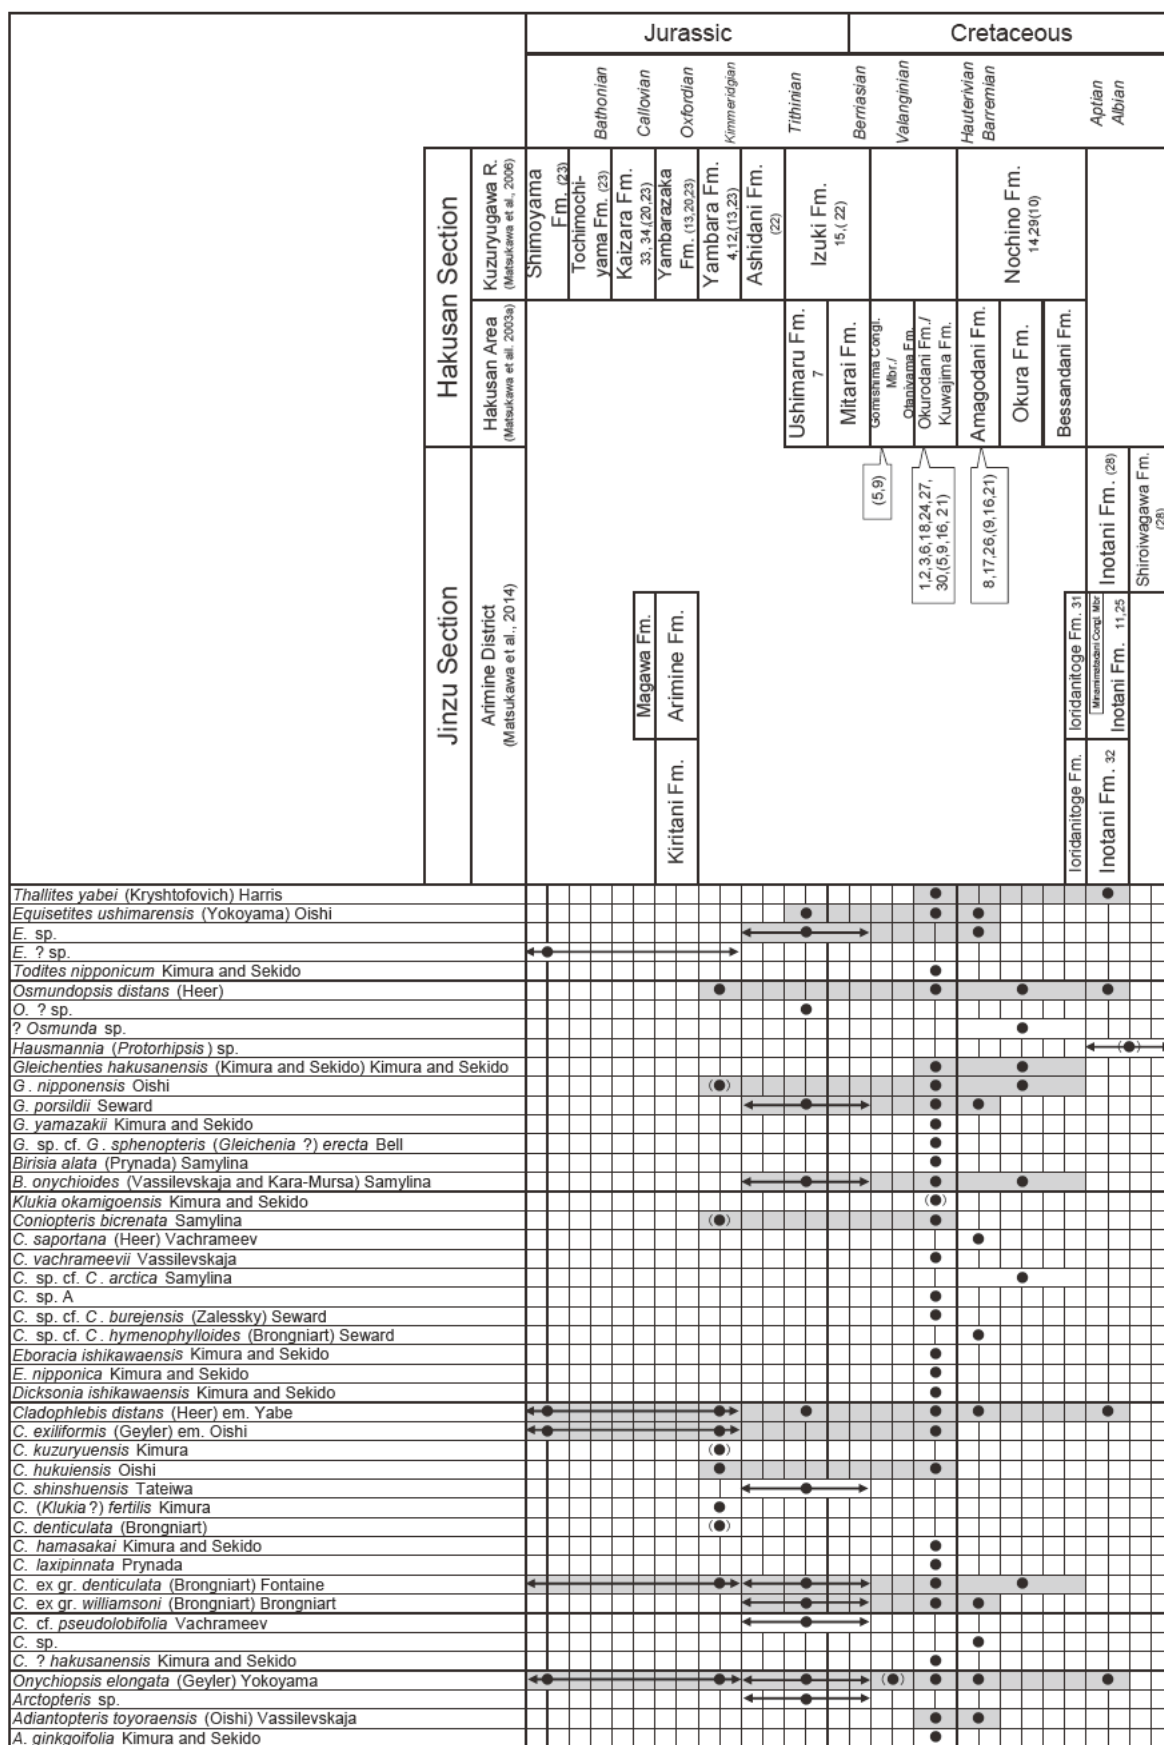 Jurassic
Cretaceous
Bathonian
Callovian
Oxfordian
Kimmeridgian
Tithinian
Berriasian
Valanginian
Hauterivian
Barremian
Aptian
Albian
Hakusan Section
Kuzuryugawa R.
(Matsukawa et al., 2006)
Shimoyama
Fm. (23)
Tochimochi-
yama Fm. (23)
Kaizara Fm.
33, 34,(20,23)
Yambarazaka
Fm. (13,20,23)
Yambara Fm.
4,12,(13,23)
Ashidani Fm.
(22)
Izuki Fm.
15,( 22)
Nochino Fm.
14,29(10)
Hakusan Area
(Matsukawa et all. 2003a)
Ushimaru Fm.
7
Mitarai Fm.
Gomishima Congl.
Mbr./
Otaniyama Fm.
Okurodani Fm./
Kuwajima Fm.
Amagodani Fm.
Okura Fm.
Bessandani Fm.
(5,9)
1,2,3,6,18,24,27,
30,(5,9,16, 21)
8,17,26,(9,16,21)
Inotani Fm. (28)
Shiroiwagawa Fm.
(28)
Jinzu Section
Arimine District
(Matsukawa et al., 2014)
Magawa Fm.
Arimine Fm.
Ioridanitoge Fm. 31
Minamimatadani Congl. Mbr
Inotani Fm. 11,25
Kiritani Fm.
Ioridanitoge Fm.
Inotani Fm. 32
Thallites yabei (Kryshtofovich) Harris
Equisetites ushimarensis (Yokoyama) Oishi
E. sp.
E. ? sp.
Todites nipponicum Kimura and Sekido
Osmundopsis distans (Heer)
O. ? sp.
? Osmunda sp.
Hausmannia (Protorhipsis) sp.
Gleichenties hakusanensis (Kimura and Sekido) Kimura and Sekido
G. nipponensis Oishi
G. porsildii Seward
G. yamazakii Kimura and Sekido
G. sp. cf. G. sphenopteris (Gleichenia ?) erecta Bell
Birisia alata (Prynada) Samylina
B. onychioides (Vassilevskaja and Kara-Mursa) Samylina
Klukia okamigoensis Kimura and Sekido
Coniopteris bicrenata Samylina
C. saportana (Heer) Vachrameev
C. vachrameevii Vassilevskaja
C. sp. cf. C. arctica Samylina
C. sp. A
C. sp. cf. C. burejensis (Zalessky) Seward
C. sp. cf. C. hymenophylloides (Brongniart) Seward
Eboracia ishikawaensis Kimura and Sekido
E. nipponica Kimura and Sekido
Dicksonia ishikawaensis Kimura and Sekido
Cladophlebis distans (Heer) em. Yabe
C. exiliformis (Geyler) em. Oishi
C. kuzuryuensis Kimura
C. hukuiensis Oishi
C. shinshuensis Tateiwa
C. (Klukia?) fertilis Kimura
C. denticulata (Brongniart)
C. hamasakai Kimura and Sekido
C. laxipinnata Prynada
C. ex gr. denticulata (Brongniart) Fontaine
C. ex gr. williamsoni (Brongniart) Brongniart
C. cf. pseudolobifolia Vachrameev
C. sp.
C. ? hakusanensis Kimura and Sekido
Onychiopsis elongata (Geyler) Yokoyama
Arctopteris sp.
Adiantopteris toyoraensis (Oishi) Vassilevskaja
A. ginkgoifolia Kimura and Sekido